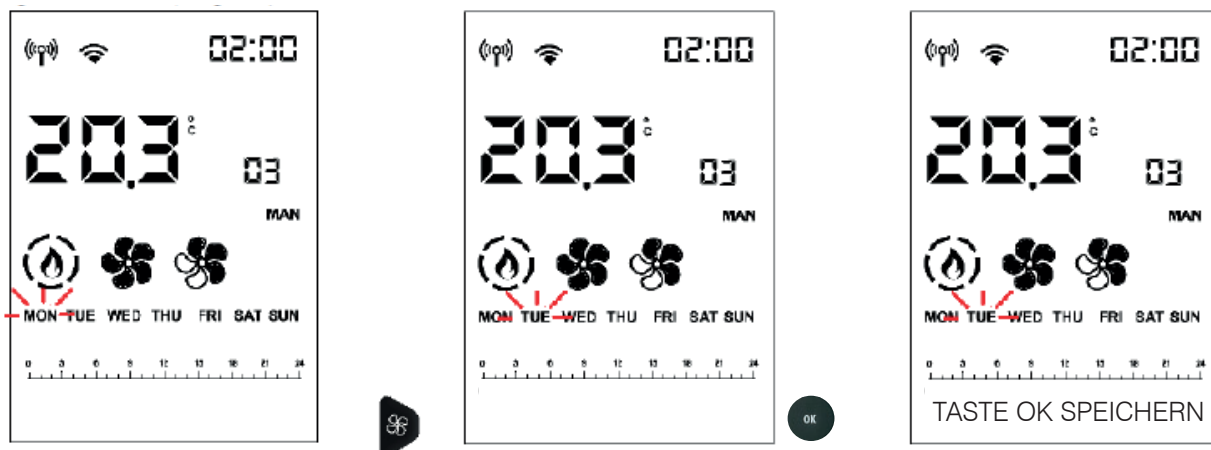 02:00
20.3 °C
03
MAN
MON TUE WED THU FRI SAT SUN
0 3 6 9 12 15 18 21 24
02:00
20.3 °C
03
MAN
MON TUE WED THU FRI SAT SUN
0 3 6 9 12 15 18 21 24
OK
02:00
20.3 °C
03
MAN
MON TUE WED THU FRI SAT SUN
0 3 6 9 12 15 18 21 24
TASTE OK SPEICHERN